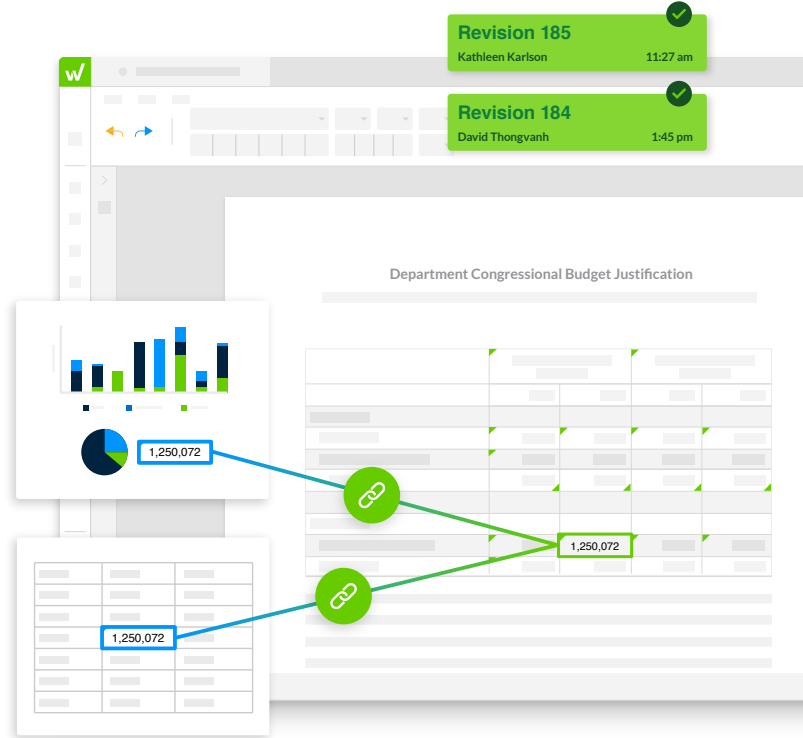 Revision 185
Kathleen Karlson 11:27 am
Revision 184
David Thongvanh 1:45 pm
w
Department Congressional Budget Justification
1,250,072
1,250,072
1,250,072